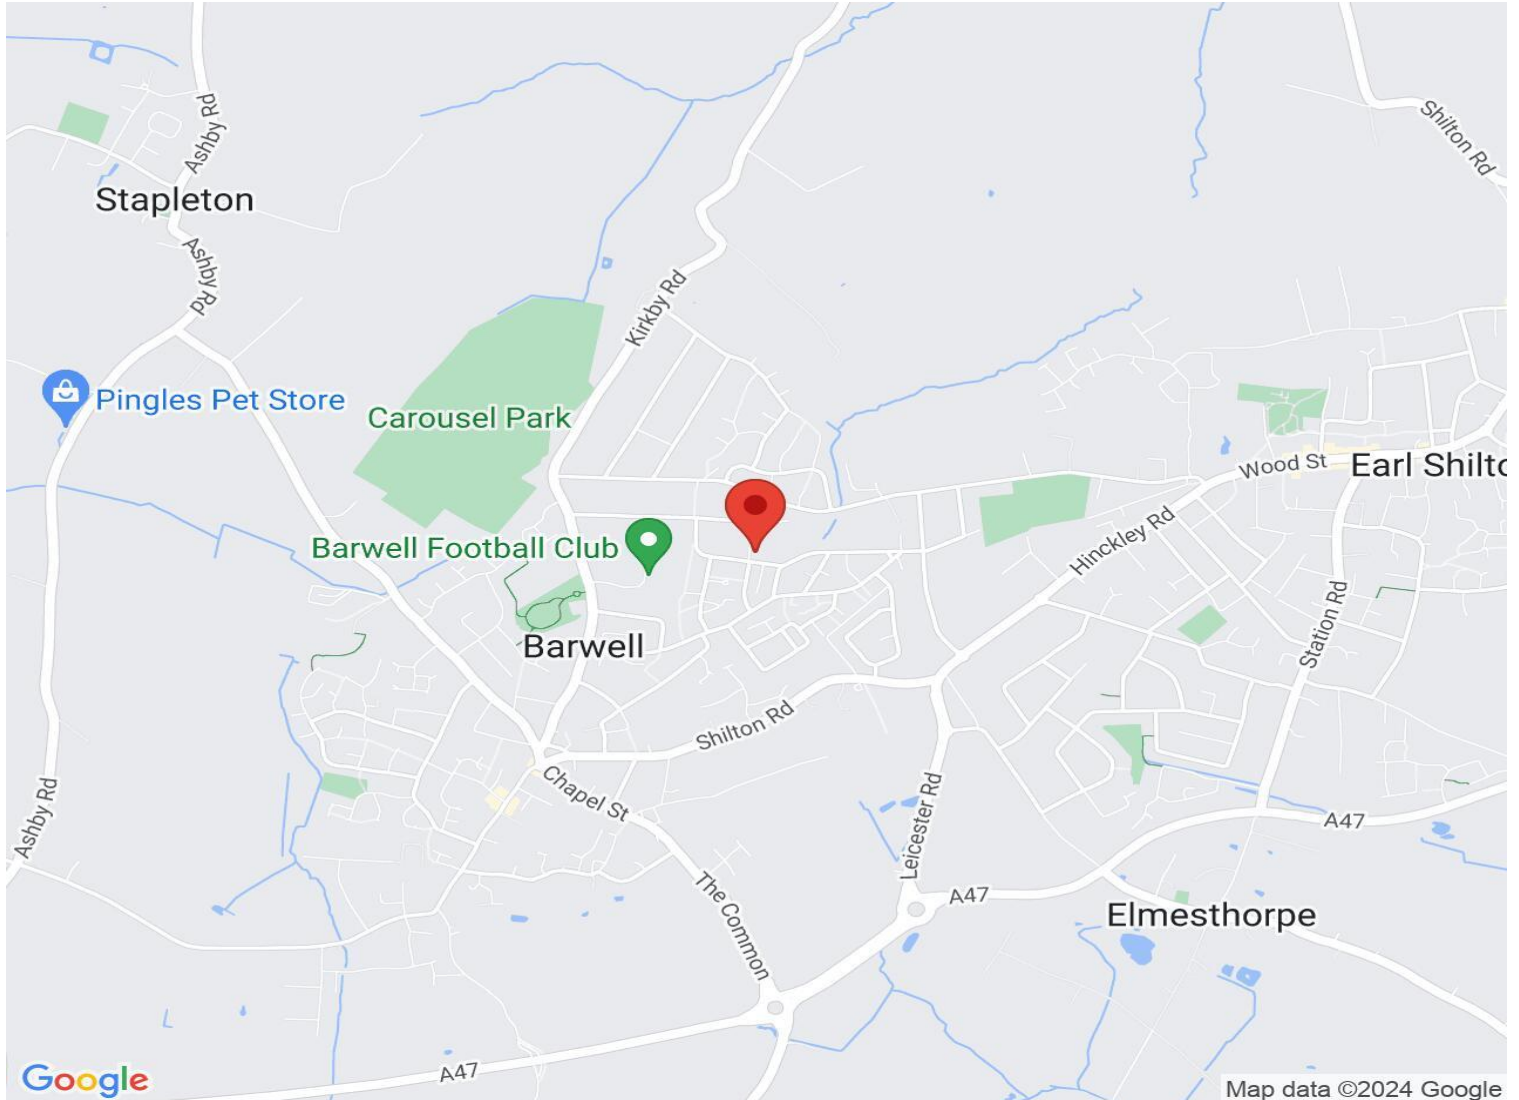 Shilton Rd
Ashby Rd
Stapleton
Ashby Rd
Kirkby Rd
Pingles Pet Store
Carousel Park
Wood St
Earl Shilto
Hinckley Rd
Barwell Football Club
Station Rd
Barwell
Shilton Rd
Chapel St
Ashby Rd
Leicester Rd
A47
The Common
A47
Elmesthorpe
A47
Google
Map data ©2024 Google